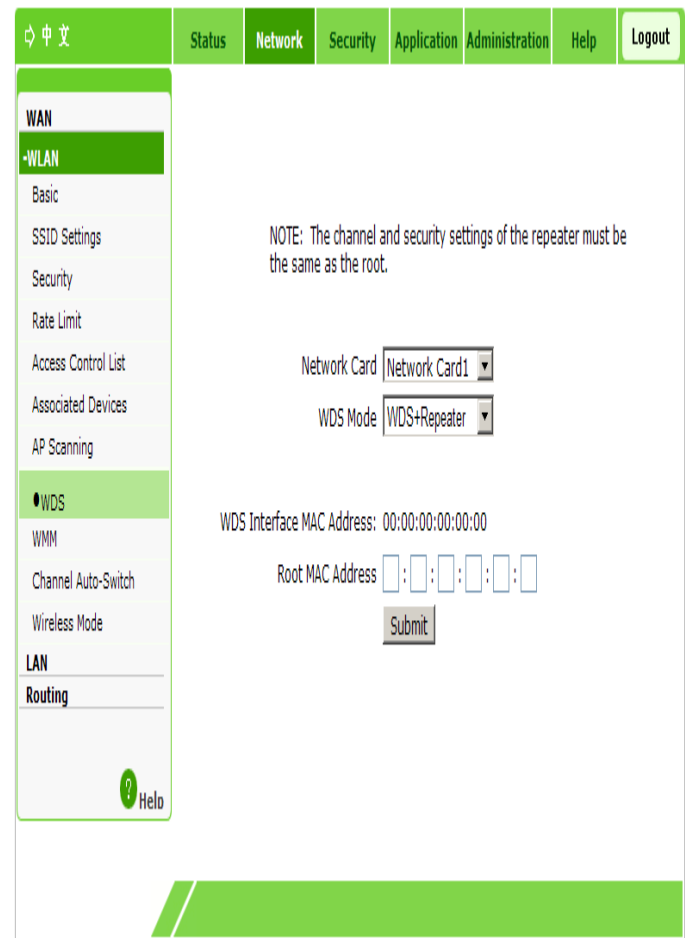 中文
Status Network Security Application Administration Help Logout
WAN
-WLAN
Basic
SSID Settings
Security
Rate Limit
Access Control List
Associated Devices
AP Scanning
WDS
WMM
Channel Auto-Switch
Wireless Mode
LAN
Routing
? Help
NOTE: The channel and security settings of the repeater must be
the same as the root.
Network Card Network Card1
WDS Mode WDS+Repeater
WDS Interface MAC Address: 00:00:00:00:00:00
Root MAC Address : : : : :
Submit